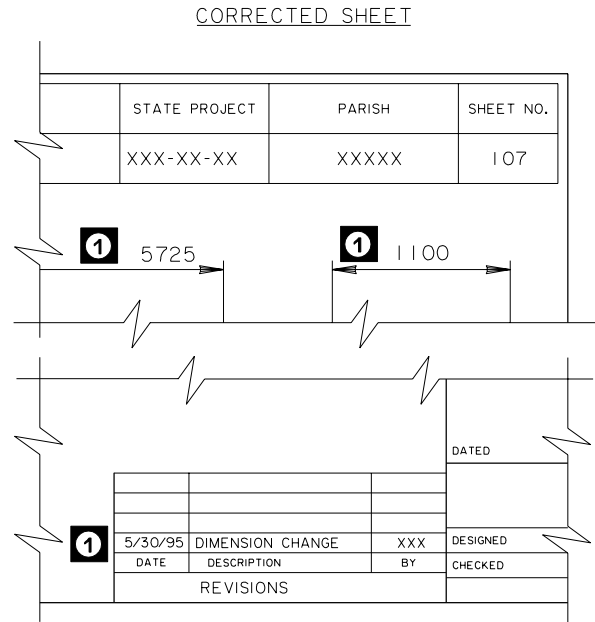 CORRECTED SHEET
STATE PROJECT PARISH SHEET NO.
XXX-XX-XX XXXXX 107
1 5725 1 1100
DATED
1 5/30/95 DIMENSION CHANGE XXX DESIGNED
DATE DESCRIPTION BY CHECKED
REVISIONS